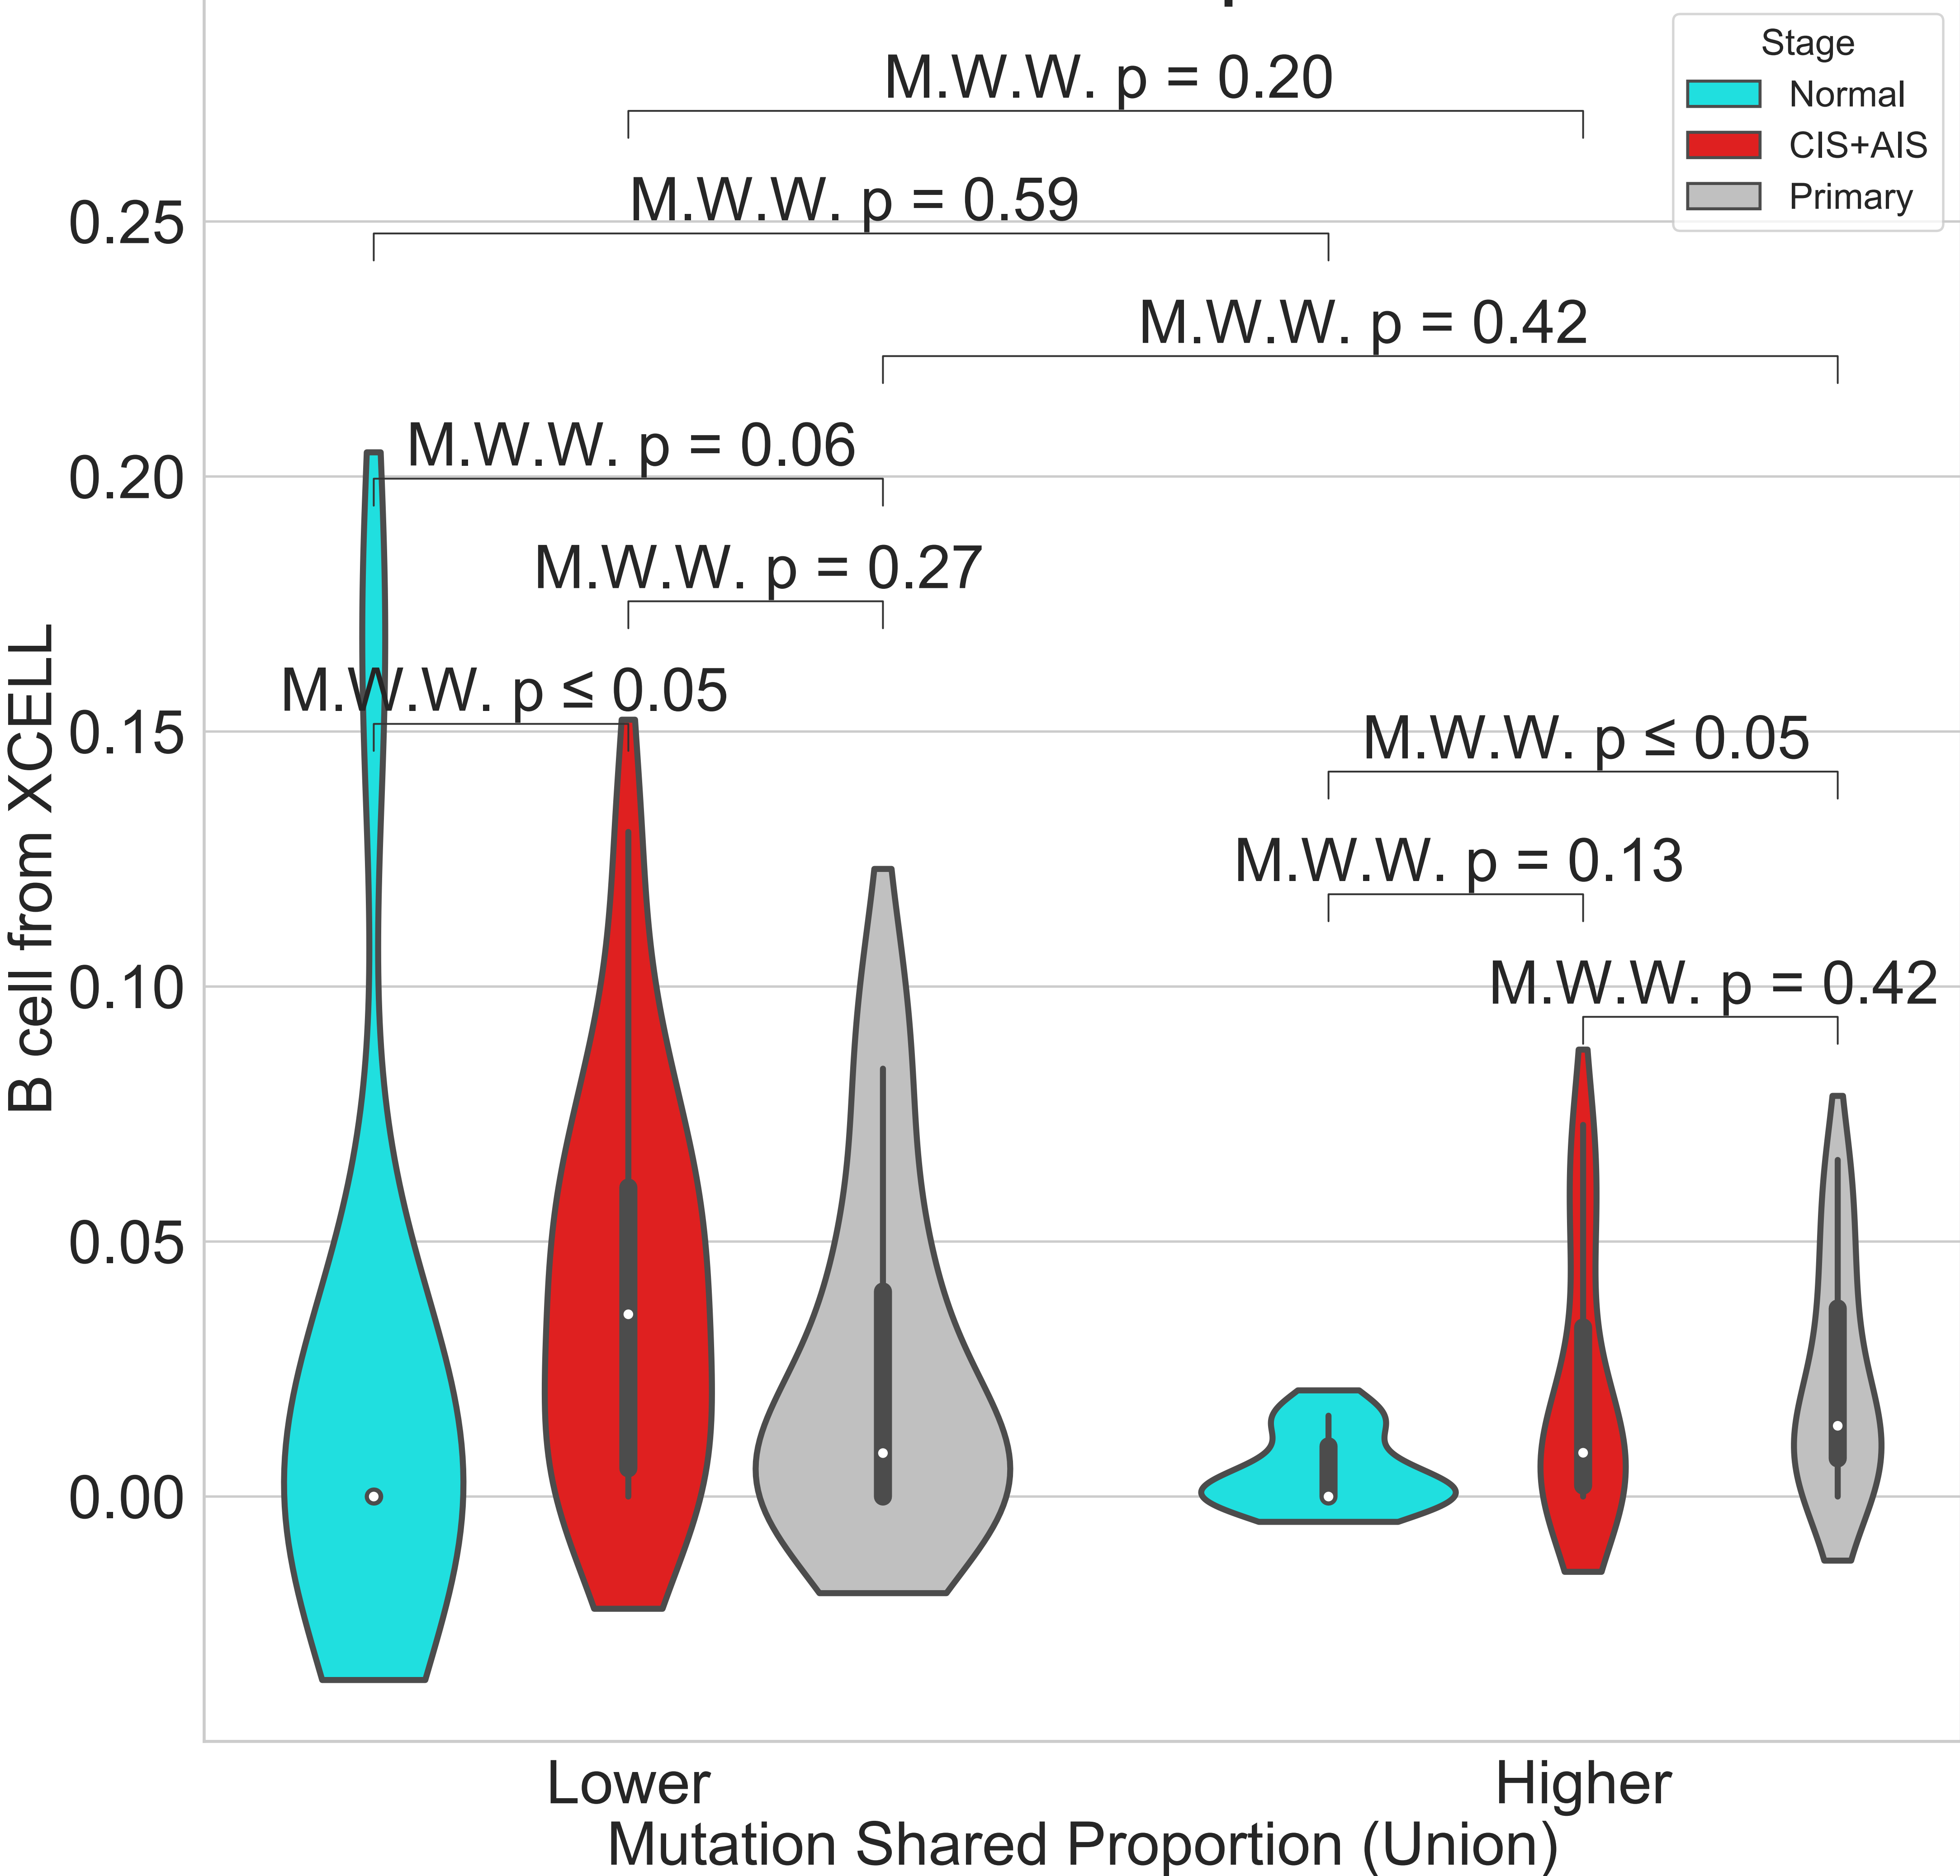 Stage
Normal
CIS+AIS
Primary
M.W.W. p = 0.20
M.W.W. p = 0.59
M.W.W. p = 0.42
M.W.W. p = 0.06
M.W.W. p = 0.27
M.W.W. p ≤ 0.05
M.W.W. p ≤ 0.05
M.W.W. p = 0.13
M.W.W. p = 0.42
0.25
0.20
0.15
0.10
0.05
0.00
B cell from XCELL
Lower
Higher
Mutation Shared Proportion (Union)